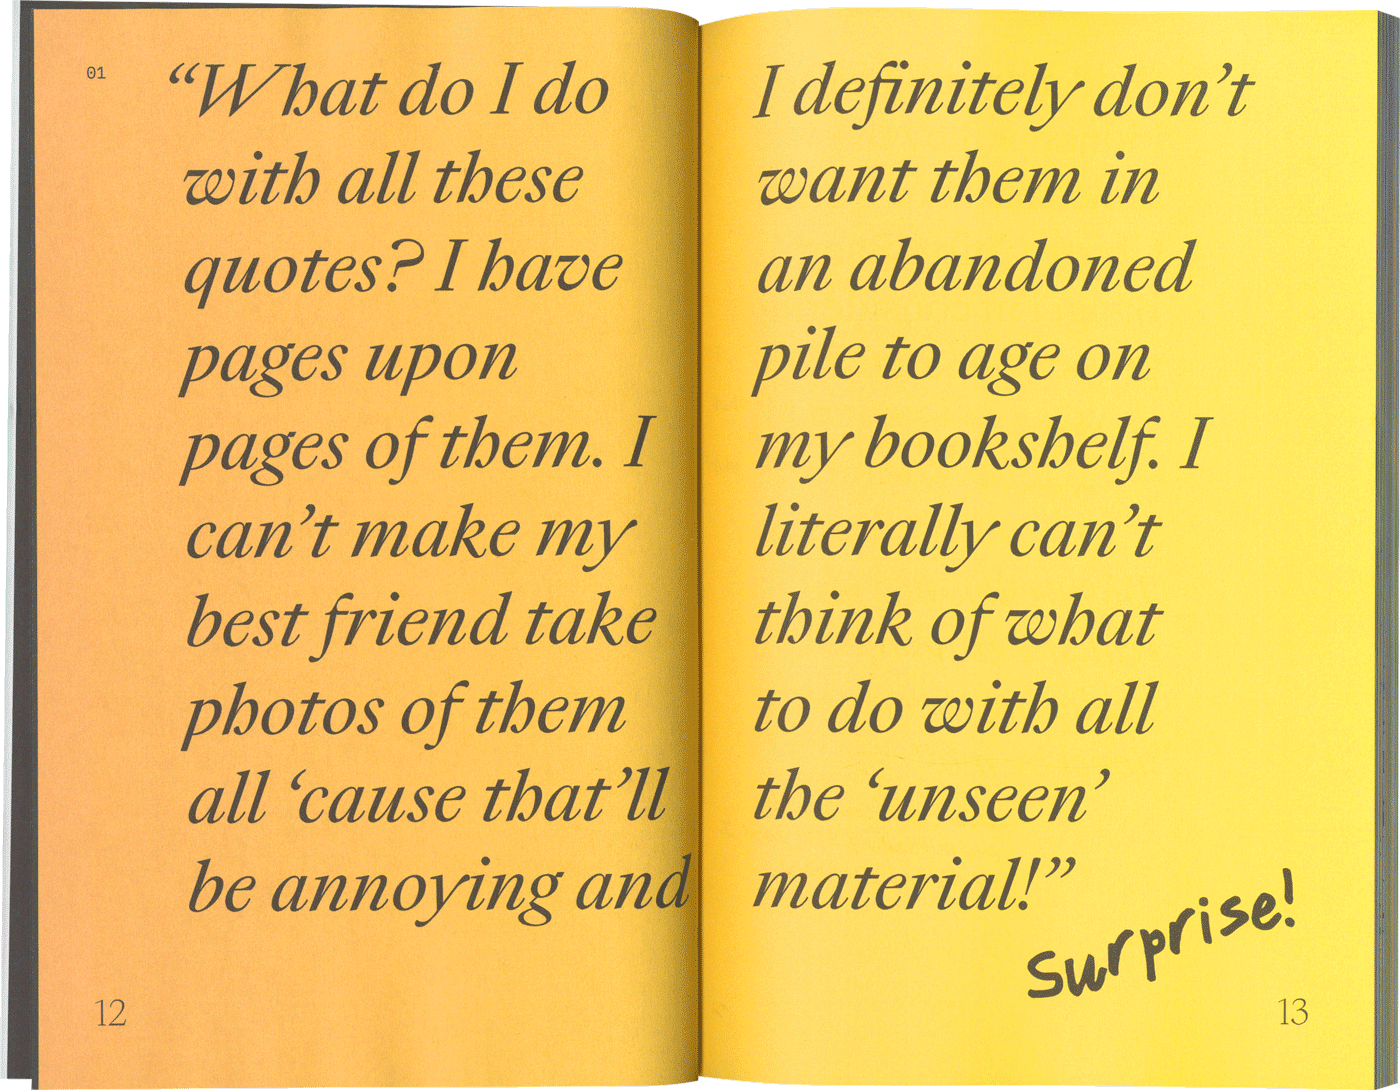 01
“What do I do
with all these
quotes? I have
pages upon
pages of them. I
can’t make my
best friend take
photos of them
all ‘cause that’ll
be annoying and
12
I definitely don’t
want them in
an abandoned
pile to age on
my bookshelf. I
literally can’t
think of what
to do with all
the ‘unseen’
material!”
Surprise!
13